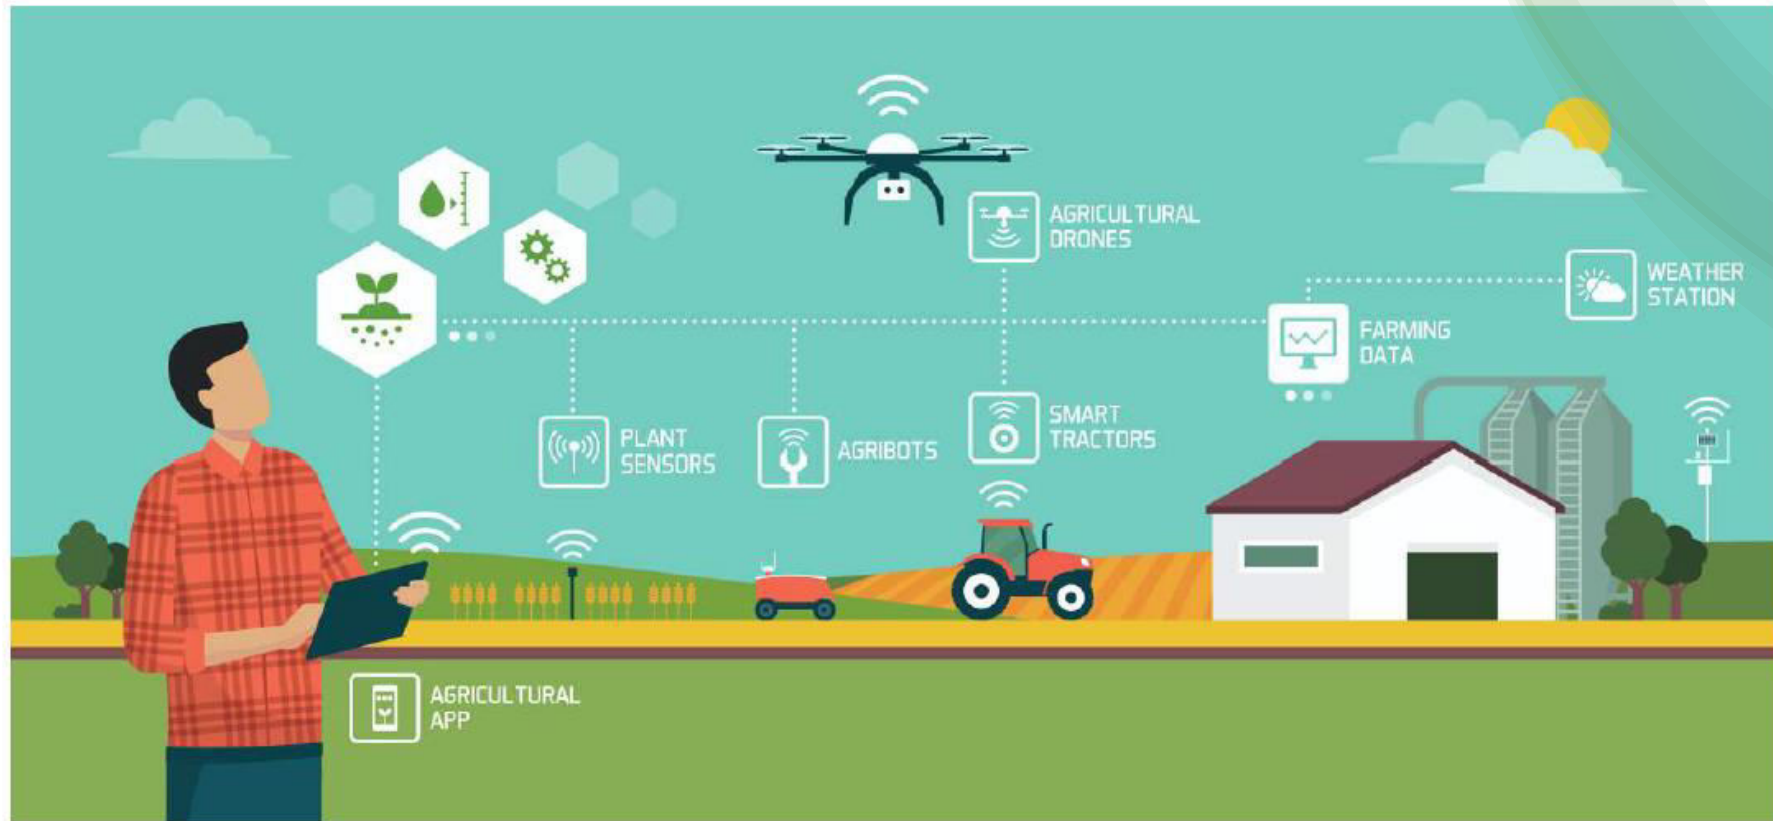 AGRICULTURAL
DRONES
WEATHER
STATION
FARMING
DATA
PLANT
SENSORS
AGRIBOTS
SMART
TRACTORS
AGRICULTURAL
APP